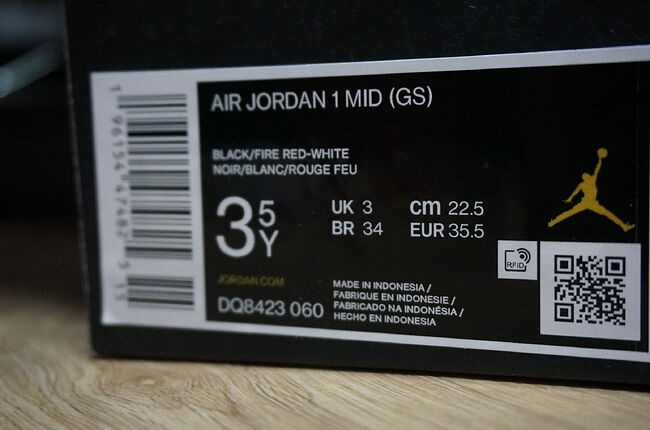 AIR JORDAN 1 MID (GS)
BLACK/FIRE RED-WHITE
NOIR/BLANC/ROUGE FEU
3 5 Y
UK 3 cm 22.5
BR 34 EUR 35.5
RFID
JORDAN.COM
DQ8423 060
MADE IN INDONESIA /
FABRIQUE EN INDONESIE /
FABRICADO NA INDONÉSIA /
HECHO EN INDONESIA